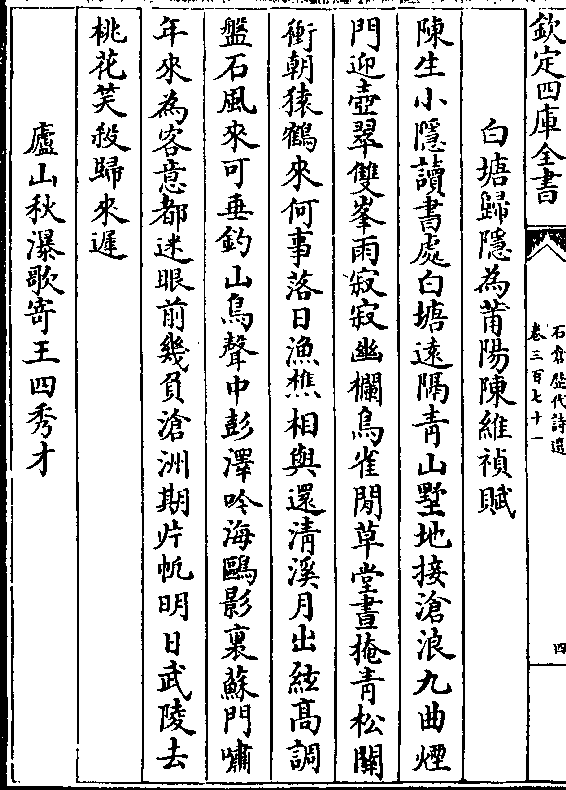 欽定四庫全書
石倉歷代詩選
卷三百七十一
四
白塘歸隱為莆陽陳維禎賦
陳生小隱讀書處白塘遠隔青山墅地接滄浪九曲煙
門迎壺翠雙峯雨寂寂幽欄鳥雀閒草堂晝掩青松關
衝朝猿鶴來何事落日漁樵相與還清溪月出絃髙調
盤石風來可垂釣山鳥聲中彭澤吟海鷗影裏蘇門嘯
年來為客意都迷眼前幾負滄洲期片帆明日武陵去
桃花笑殺歸來遲
廬山秋瀑歌寄王四秀才